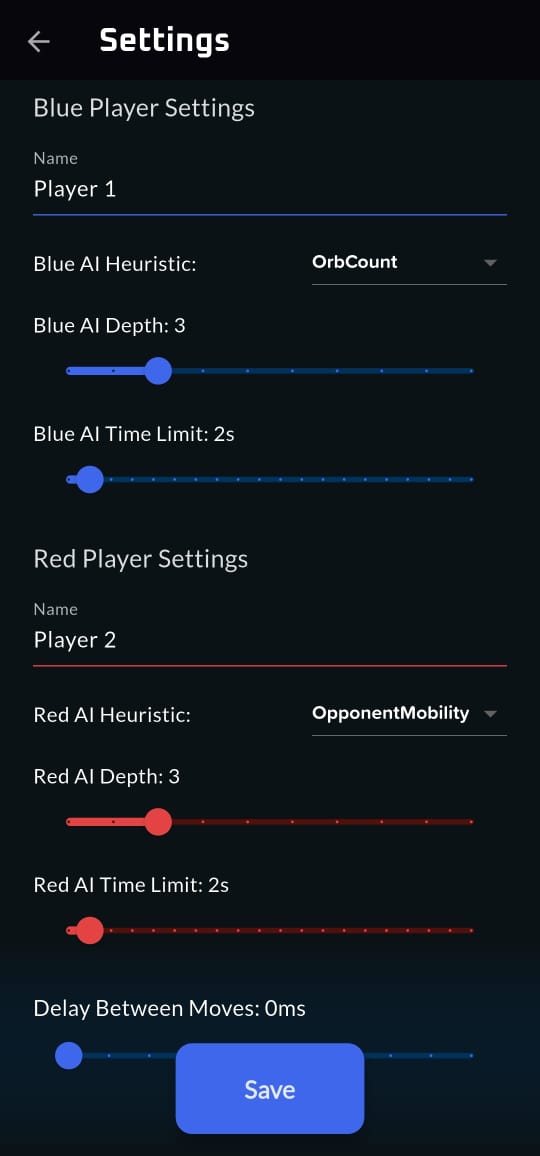 Settings
Blue Player Settings
Name
Player 1
Blue AI Heuristic: OrbCount
Blue AI Depth: 3
Blue AI Time Limit: 2s
Red Player Settings
Name
Player 2
Red AI Heuristic: OpponentMobility
Red AI Depth: 3
Red AI Time Limit: 2s
Delay Between Moves: 0ms
Save